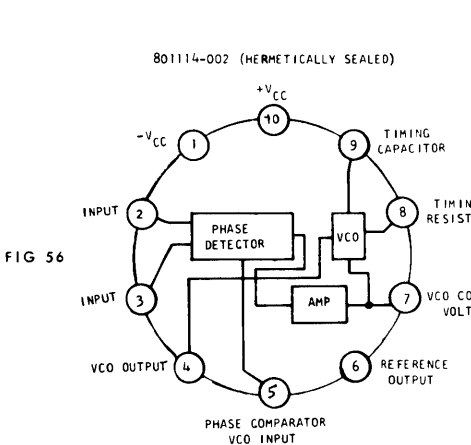 801114-002 (HERMETICALLY SEALED)
+VCC
10
-VCC
1
9
TIMING
CAPACITOR
INPUT
2
PHASE
DETECTOR
VCO
8
FIG 56
INPUT
3
AMP
7
VCO
VCO OUTPUT
4
6
REFERENCE
OUTPUT
5
PHASE COMPARATOR
VCO INPUT